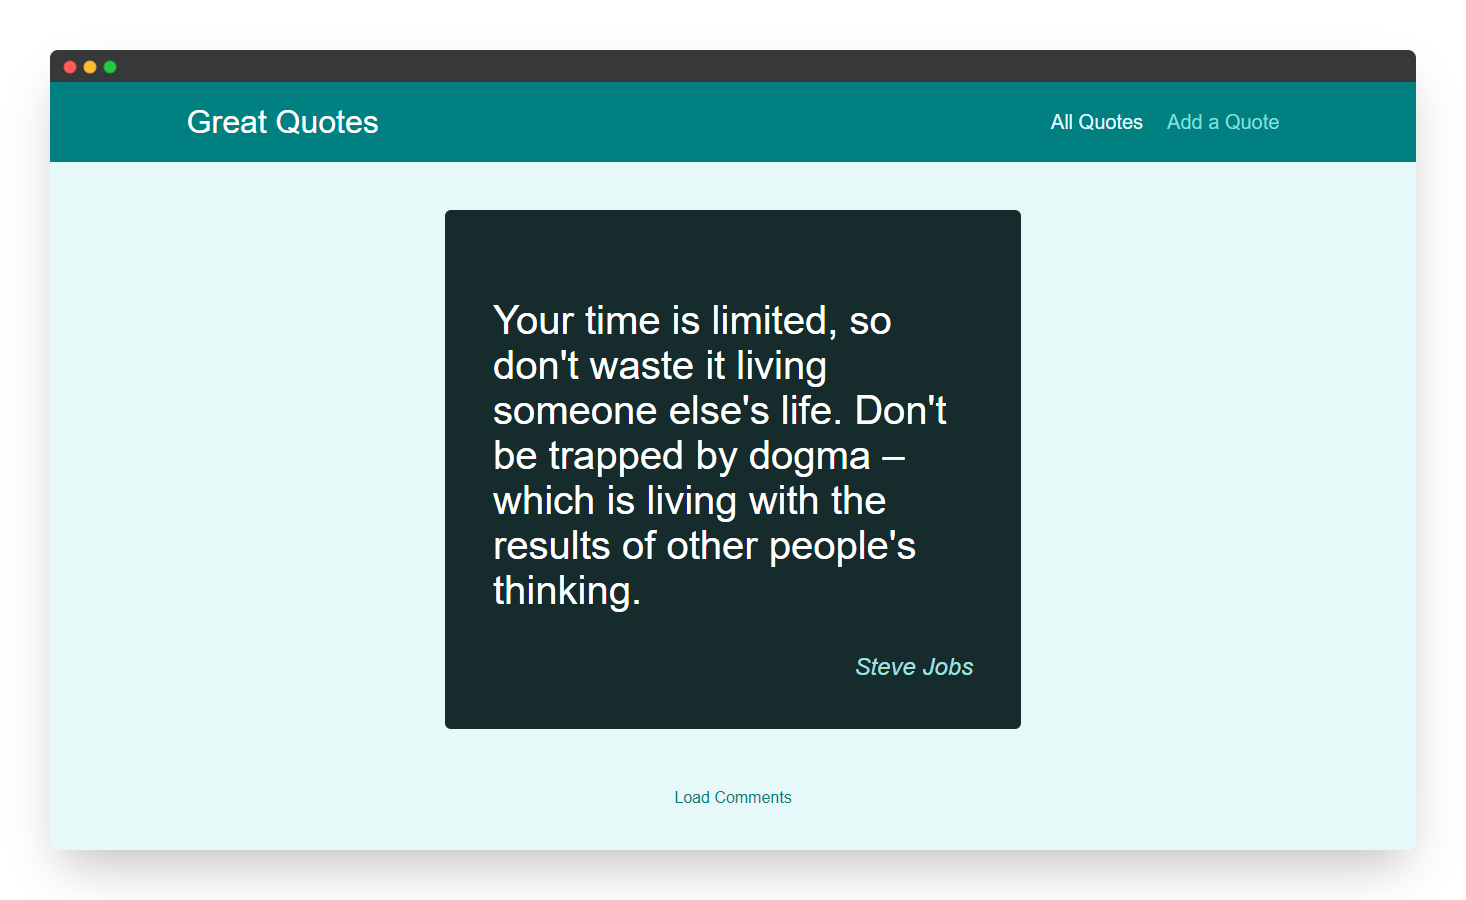 Great Quotes
All Quotes
Add a Quote
Your time is limited, so
don't waste it living
someone else's life. Don't
be trapped by dogma –
which is living with the
results of other people's
thinking.
Steve Jobs
Load Comments